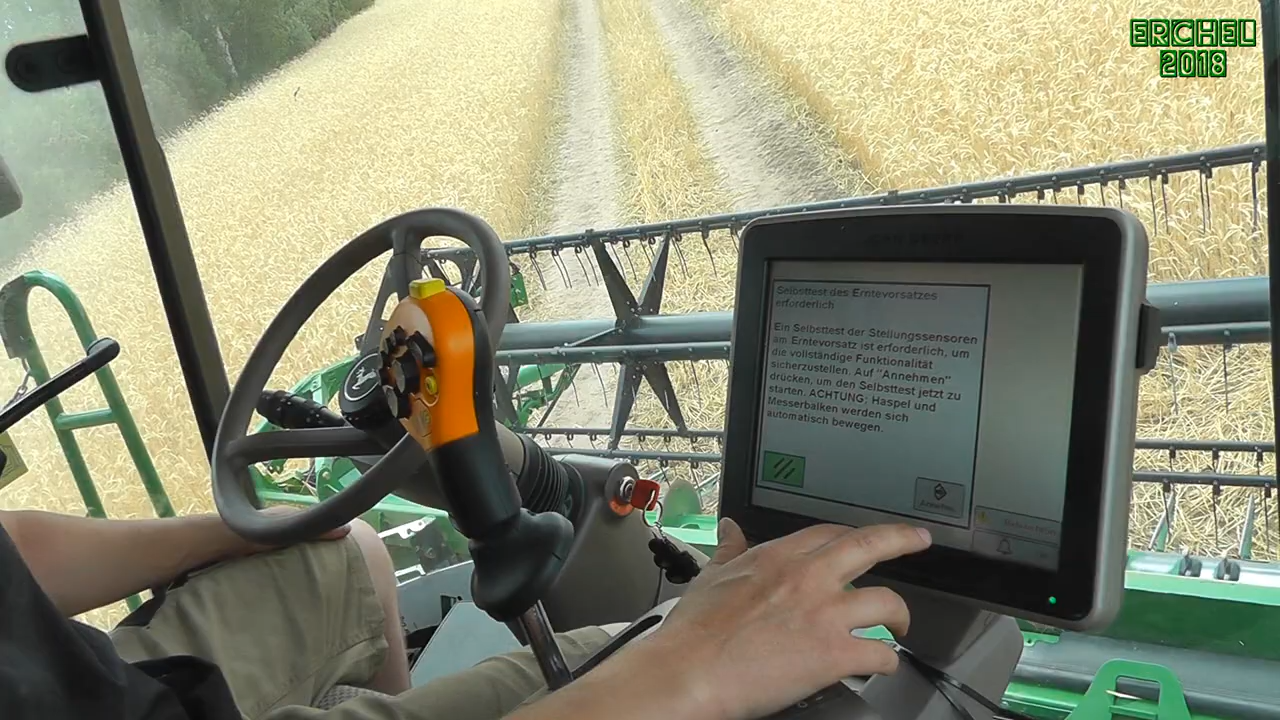 ERCHEL
2018
Selbsttest des Erntevorsatzes
erforderlich
Ein Selbsttest der Stellungssensoren
am Erntevorsatz ist erforderlich, um
die vollständige Funktionalität
sicherzustellen. Auf "Annehmen"
drücken, um den Selbsttest jetzt zu
starten. ACHTUNG: Haspel und
Messerbalken werden sich
automatisch bewegen.
Annehmen